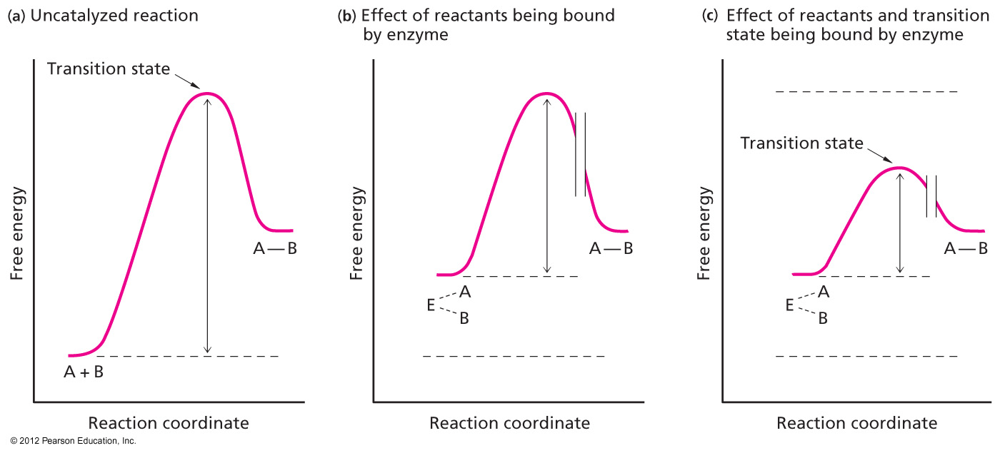 (a) Uncatalyzed reaction
Transition state
Free energy
A + B
A — B
Reaction coordinate
(b) Effect of reactants being bound
by enzyme
Free energy
E
A
B
A — B
Reaction coordinate
(c) Effect of reactants and transition
state being bound by enzyme
Transition state
Free energy
E
A
B
A — B
Reaction coordinate
© 2012 Pearson Education, Inc.